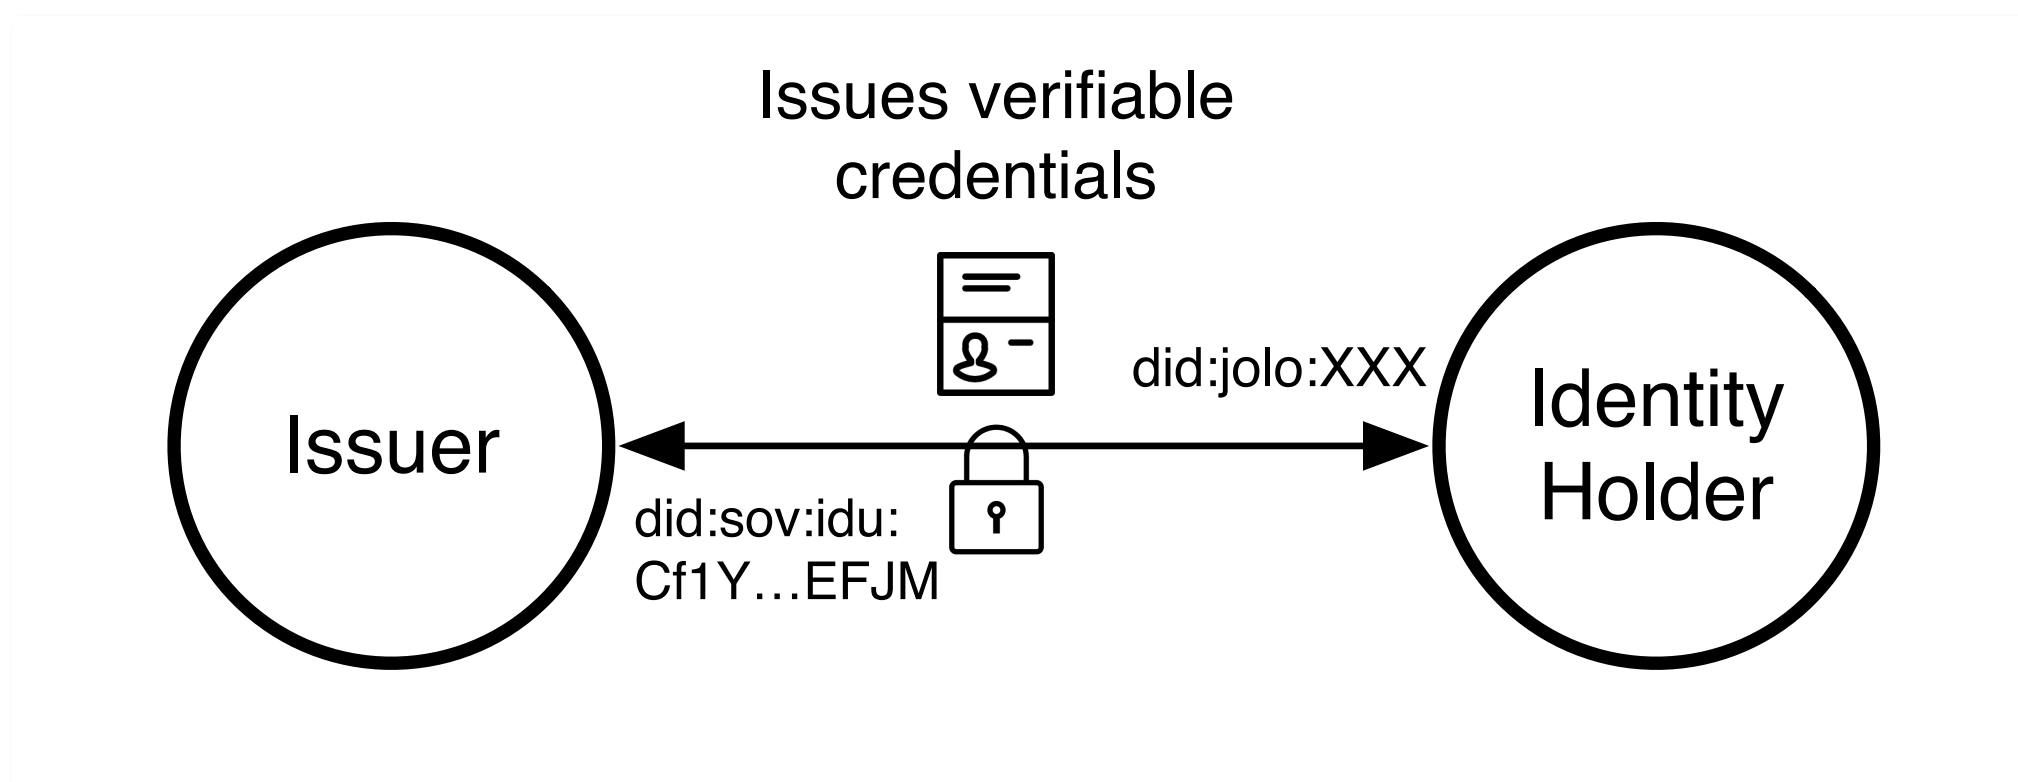 Issues verifiable
credentials
did:jolo:XXX
Issuer
Identity
Holder
did:sov:idu:
Cf1Y…EFJM